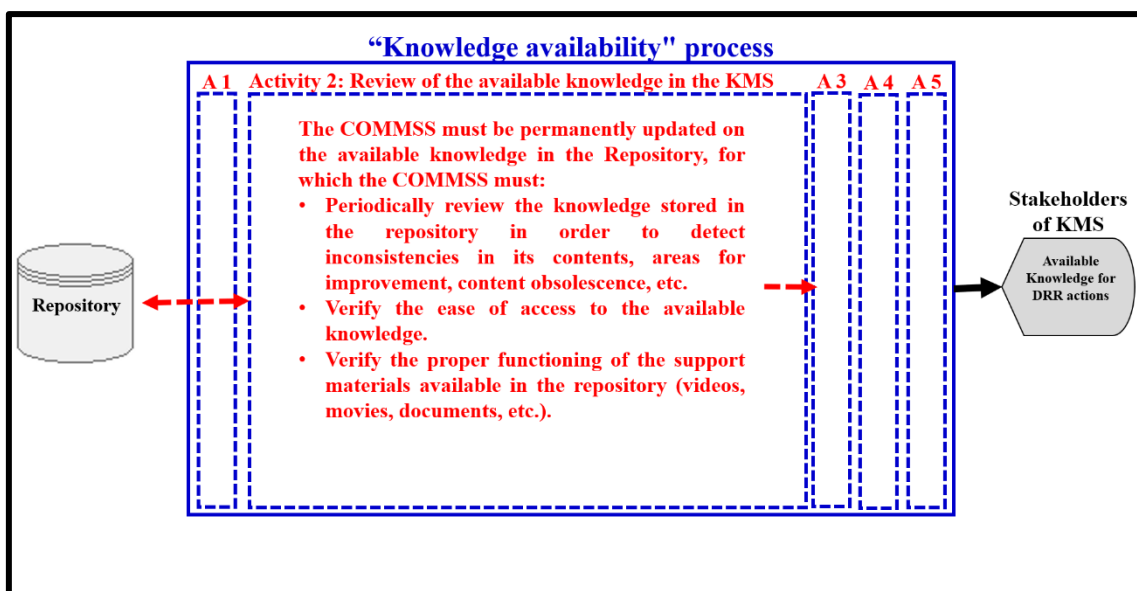 “Knowledge availability" process
A 1
Activity 2: Review of the available knowledge in the KMS
A 3
A 4
A 5
The COMMSS must be permanently updated on
the available knowledge in the Repository, for
which the COMMSS must:
• Periodically review the knowledge stored in
the repository in order to detect
inconsistencies in its contents, areas for
improvement, content obsolescence, etc.
• Verify the ease of access to the available
knowledge.
• Verify the proper functioning of the support
materials available in the repository (videos,
movies, documents, etc.).
Repository
Stakeholders
of KMS
Available
Knowledge for
DRR actions